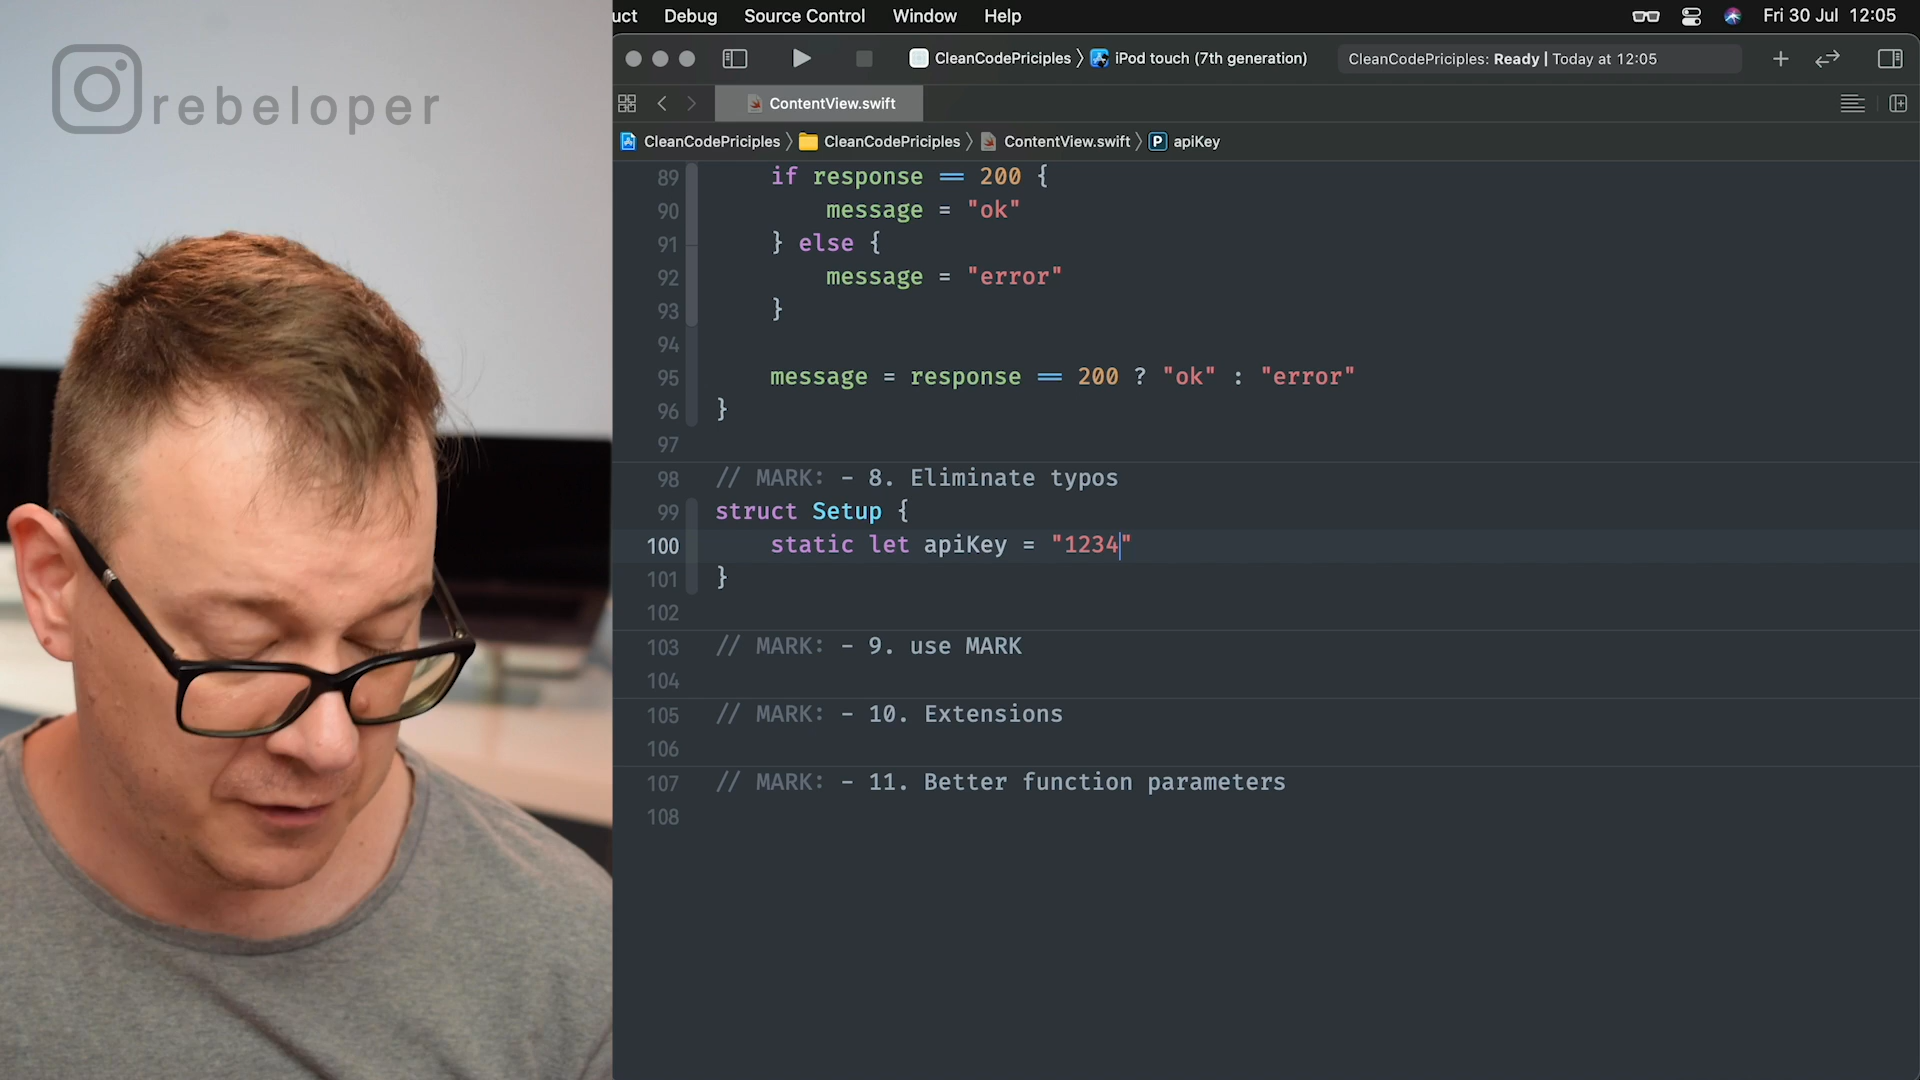 rebeloper
uct Debug Source Control Window Help Fri 30 Jul 12:05
CleanCodePriciples 〉 iPod touch (7th generation) CleanCodePriciples: Ready | Today at 12:05
ContentView.swift
CleanCodePriciples 〉 CleanCodePriciples 〉 ContentView.swift 〉 P apiKey
89 if response == 200 {
90 message = "ok"
91 } else {
92 message = "error"
93 }
94
95 message = response == 200 ? "ok" : "error"
96 }
97
98 // MARK: - 8. Eliminate typos
99 struct Setup {
100 static let apiKey = "1234"
101 }
102
103 // MARK: - 9. use MARK
104
105 // MARK: - 10. Extensions
106
107 // MARK: - 11. Better function parameters
108